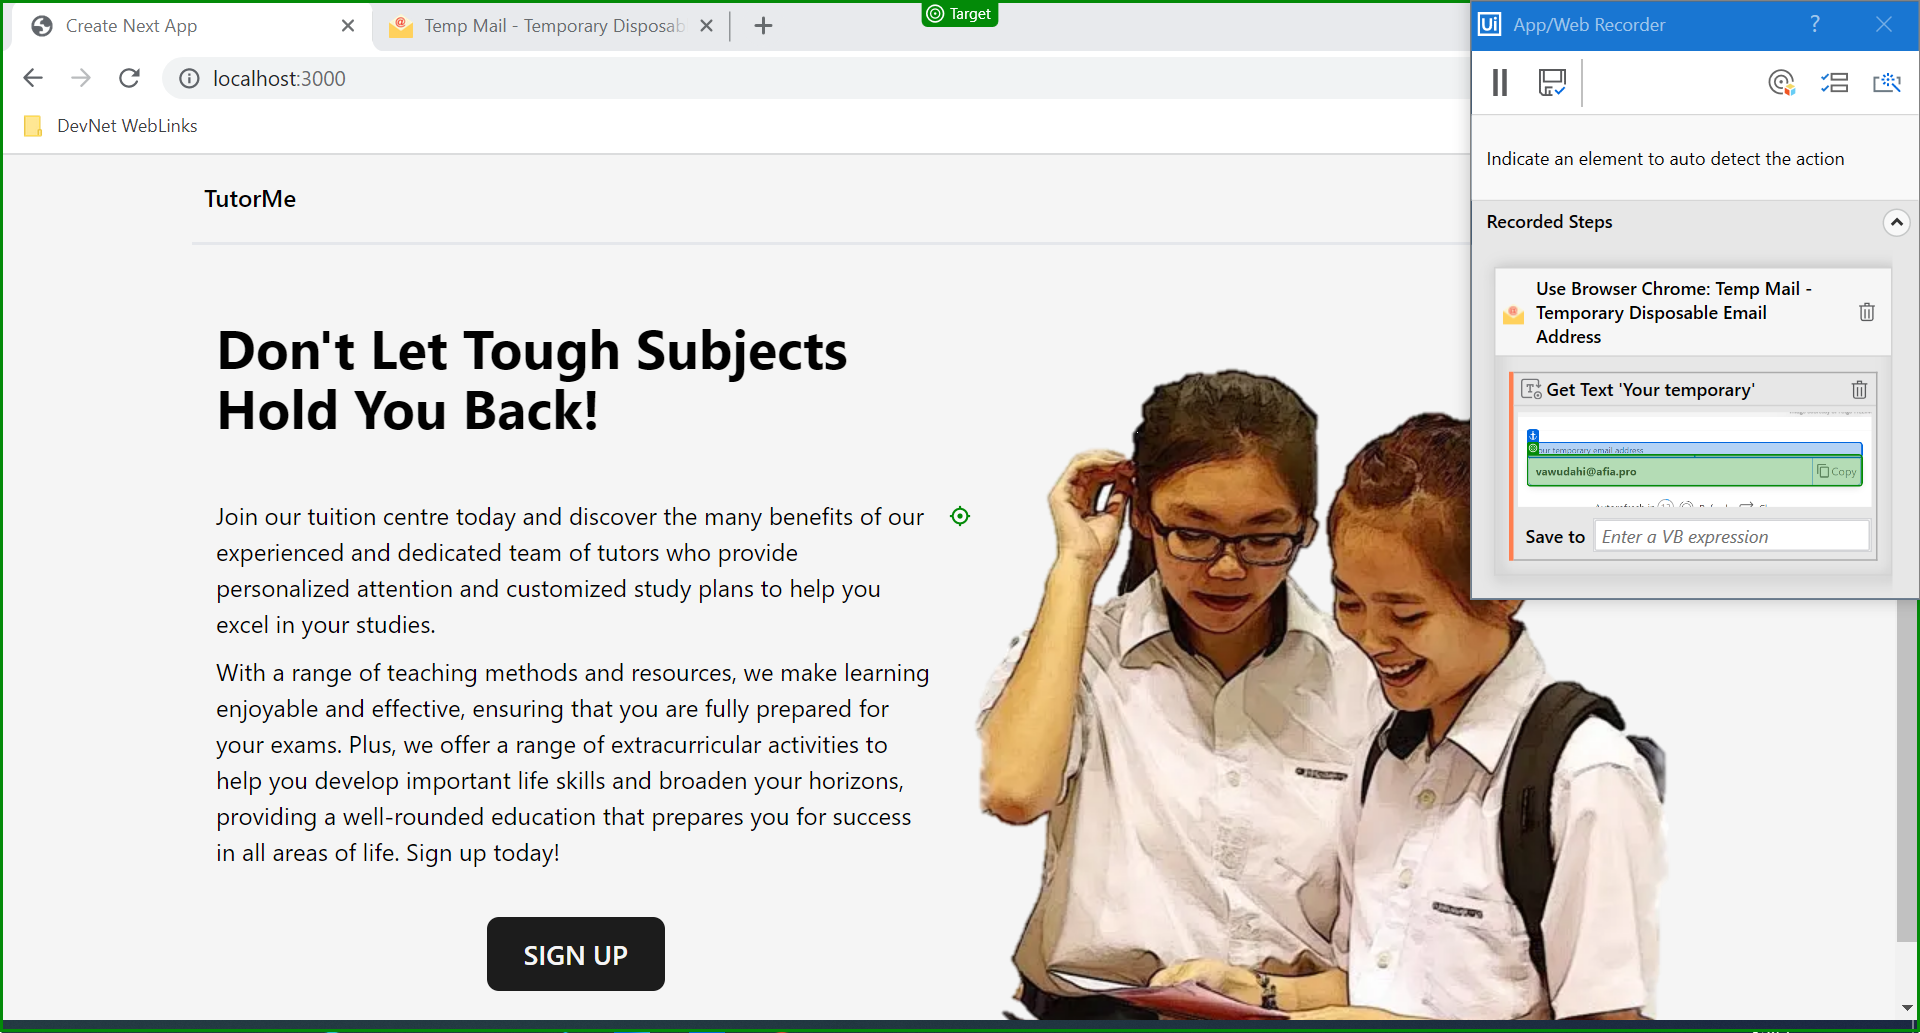 Create Next App
Temp Mail - Temporary Disposab
Target
localhost:3000
DevNet WebLinks
TutorMe
Don't Let Tough Subjects
Hold You Back!
Join our tuition centre today and discover the many benefits of our
experienced and dedicated team of tutors who provide
personalized attention and customized study plans to help you
excel in your studies.
With a range of teaching methods and resources, we make learning
enjoyable and effective, ensuring that you are fully prepared for
your exams. Plus, we offer a range of extracurricular activities to
help you develop important life skills and broaden your horizons,
providing a well-rounded education that prepares you for success
in all areas of life. Sign up today!
SIGN UP
Ui App/Web Recorder ?
Indicate an element to auto detect the action
Recorded Steps
Use Browser Chrome: Temp Mail -
Temporary Disposable Email
Address
Get Text 'Your temporary'
our temporary email address
vawudahi@afia.pro Copy
Save to Enter a VB expression